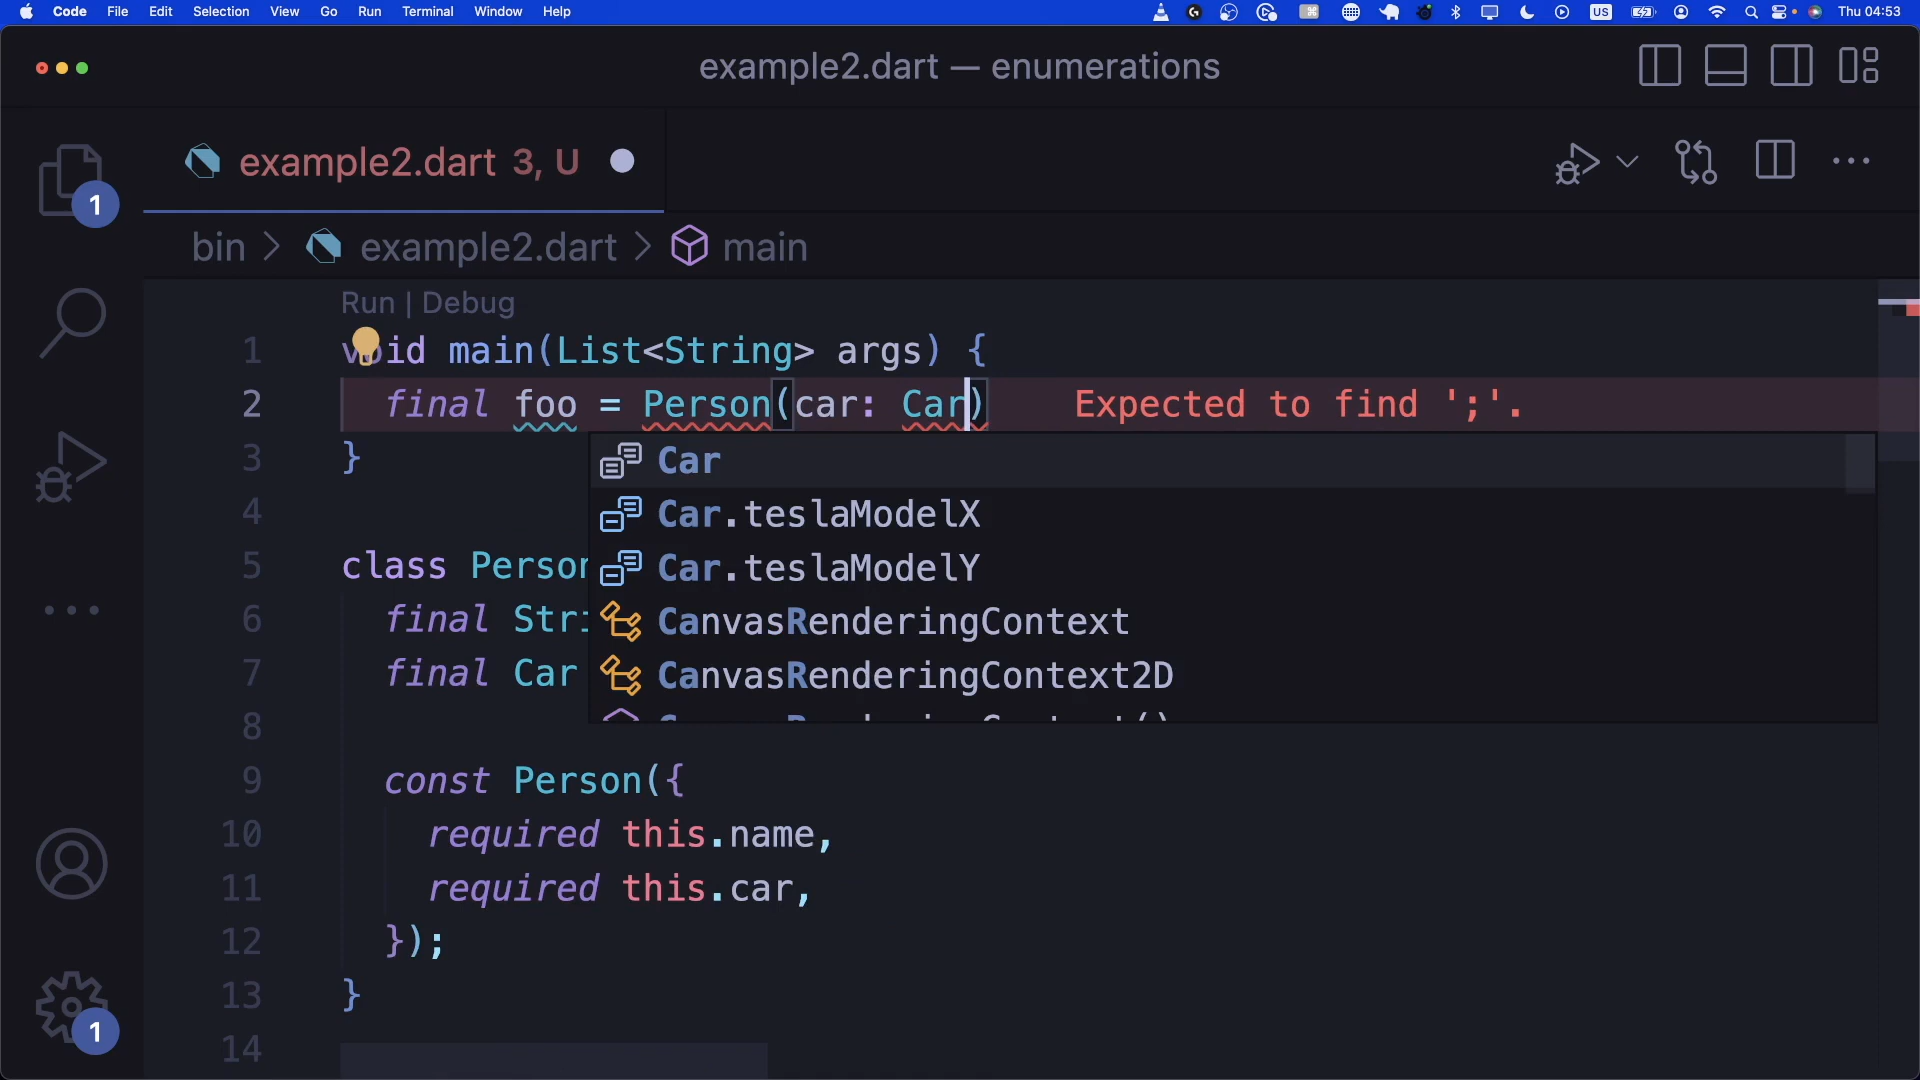 Code File Edit Selection View Go Run Terminal Window Help US Thu 04:53
example2.dart — enumerations
example2.dart 3, U
1
bin > example2.dart > main
Run | Debug
1 void main(List<String> args) {
2 final foo = Person(car: Car) Expected to find ';'.
3 }
Car
4
Car.teslaModelX
5 class Person
Car.teslaModelY
6 final Stri
CanvasRenderingContext
7 final Car
CanvasRenderingContext2D
8
9 const Person({
10 required this.name,
11 required this.car,
12 });
13 }
1
14